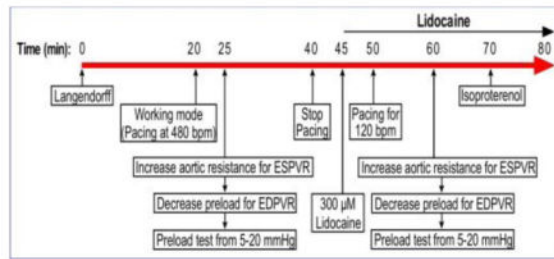 Lidocaine
Time (min): 0 20 25 40 45 50 60 70 80
Langendorff
Working mode
(Pacing at 480 bpm)
Stop
Pacing
Pacing for
120 bpm
Isoproterenol
Increase aortic resistance for ESPVR
Increase aortic resistance for ESPVR
Decrease preload for EDPVR
300 µM
Lidocaine
Decrease preload for EDPVR
Preload test from 5-20 mmHg
Preload test from 5-20 mmHg